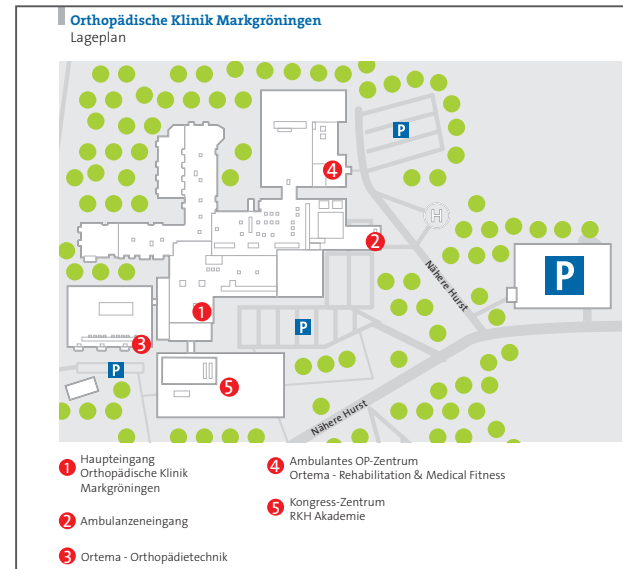 Orthopädische Klinik Markgröningen
Lageplan
P
4
H
2
Nähere Hurst
P
1
P
3
P
5
Nähere Hurst
1 Haupteingang
Orthopädische Klinik
Markgröningen
2 Ambulanzeneingang
3 Ortema - Orthopädietechnik
4 Ambulantes OP-Zentrum
Ortema - Rehabilitation & Medical Fitness
5 Kongress-Zentrum
RKH Akademie